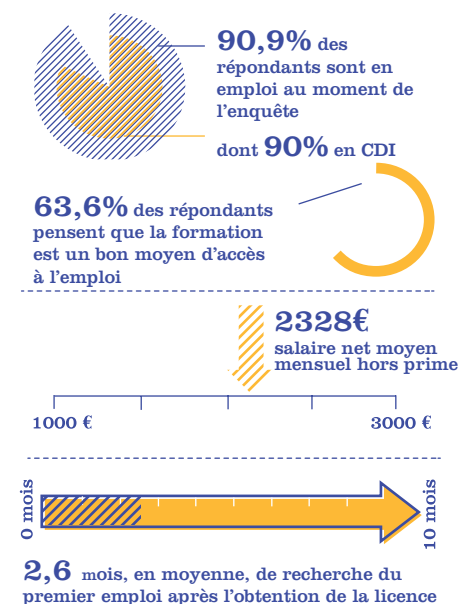 90,9% des
répondants sont en
emploi au moment de
l'enquête
dont 90% en CDI
63,6% des répondants
pensent que la formation
est un bon moyen d'accès
à l'emploi
2328€
salaire net moyen
mensuel hors prime
1000 €
3000 €
0 mois
10 mois
2,6 mois, en moyenne, de recherche du
premier emploi après l'obtention de la licence